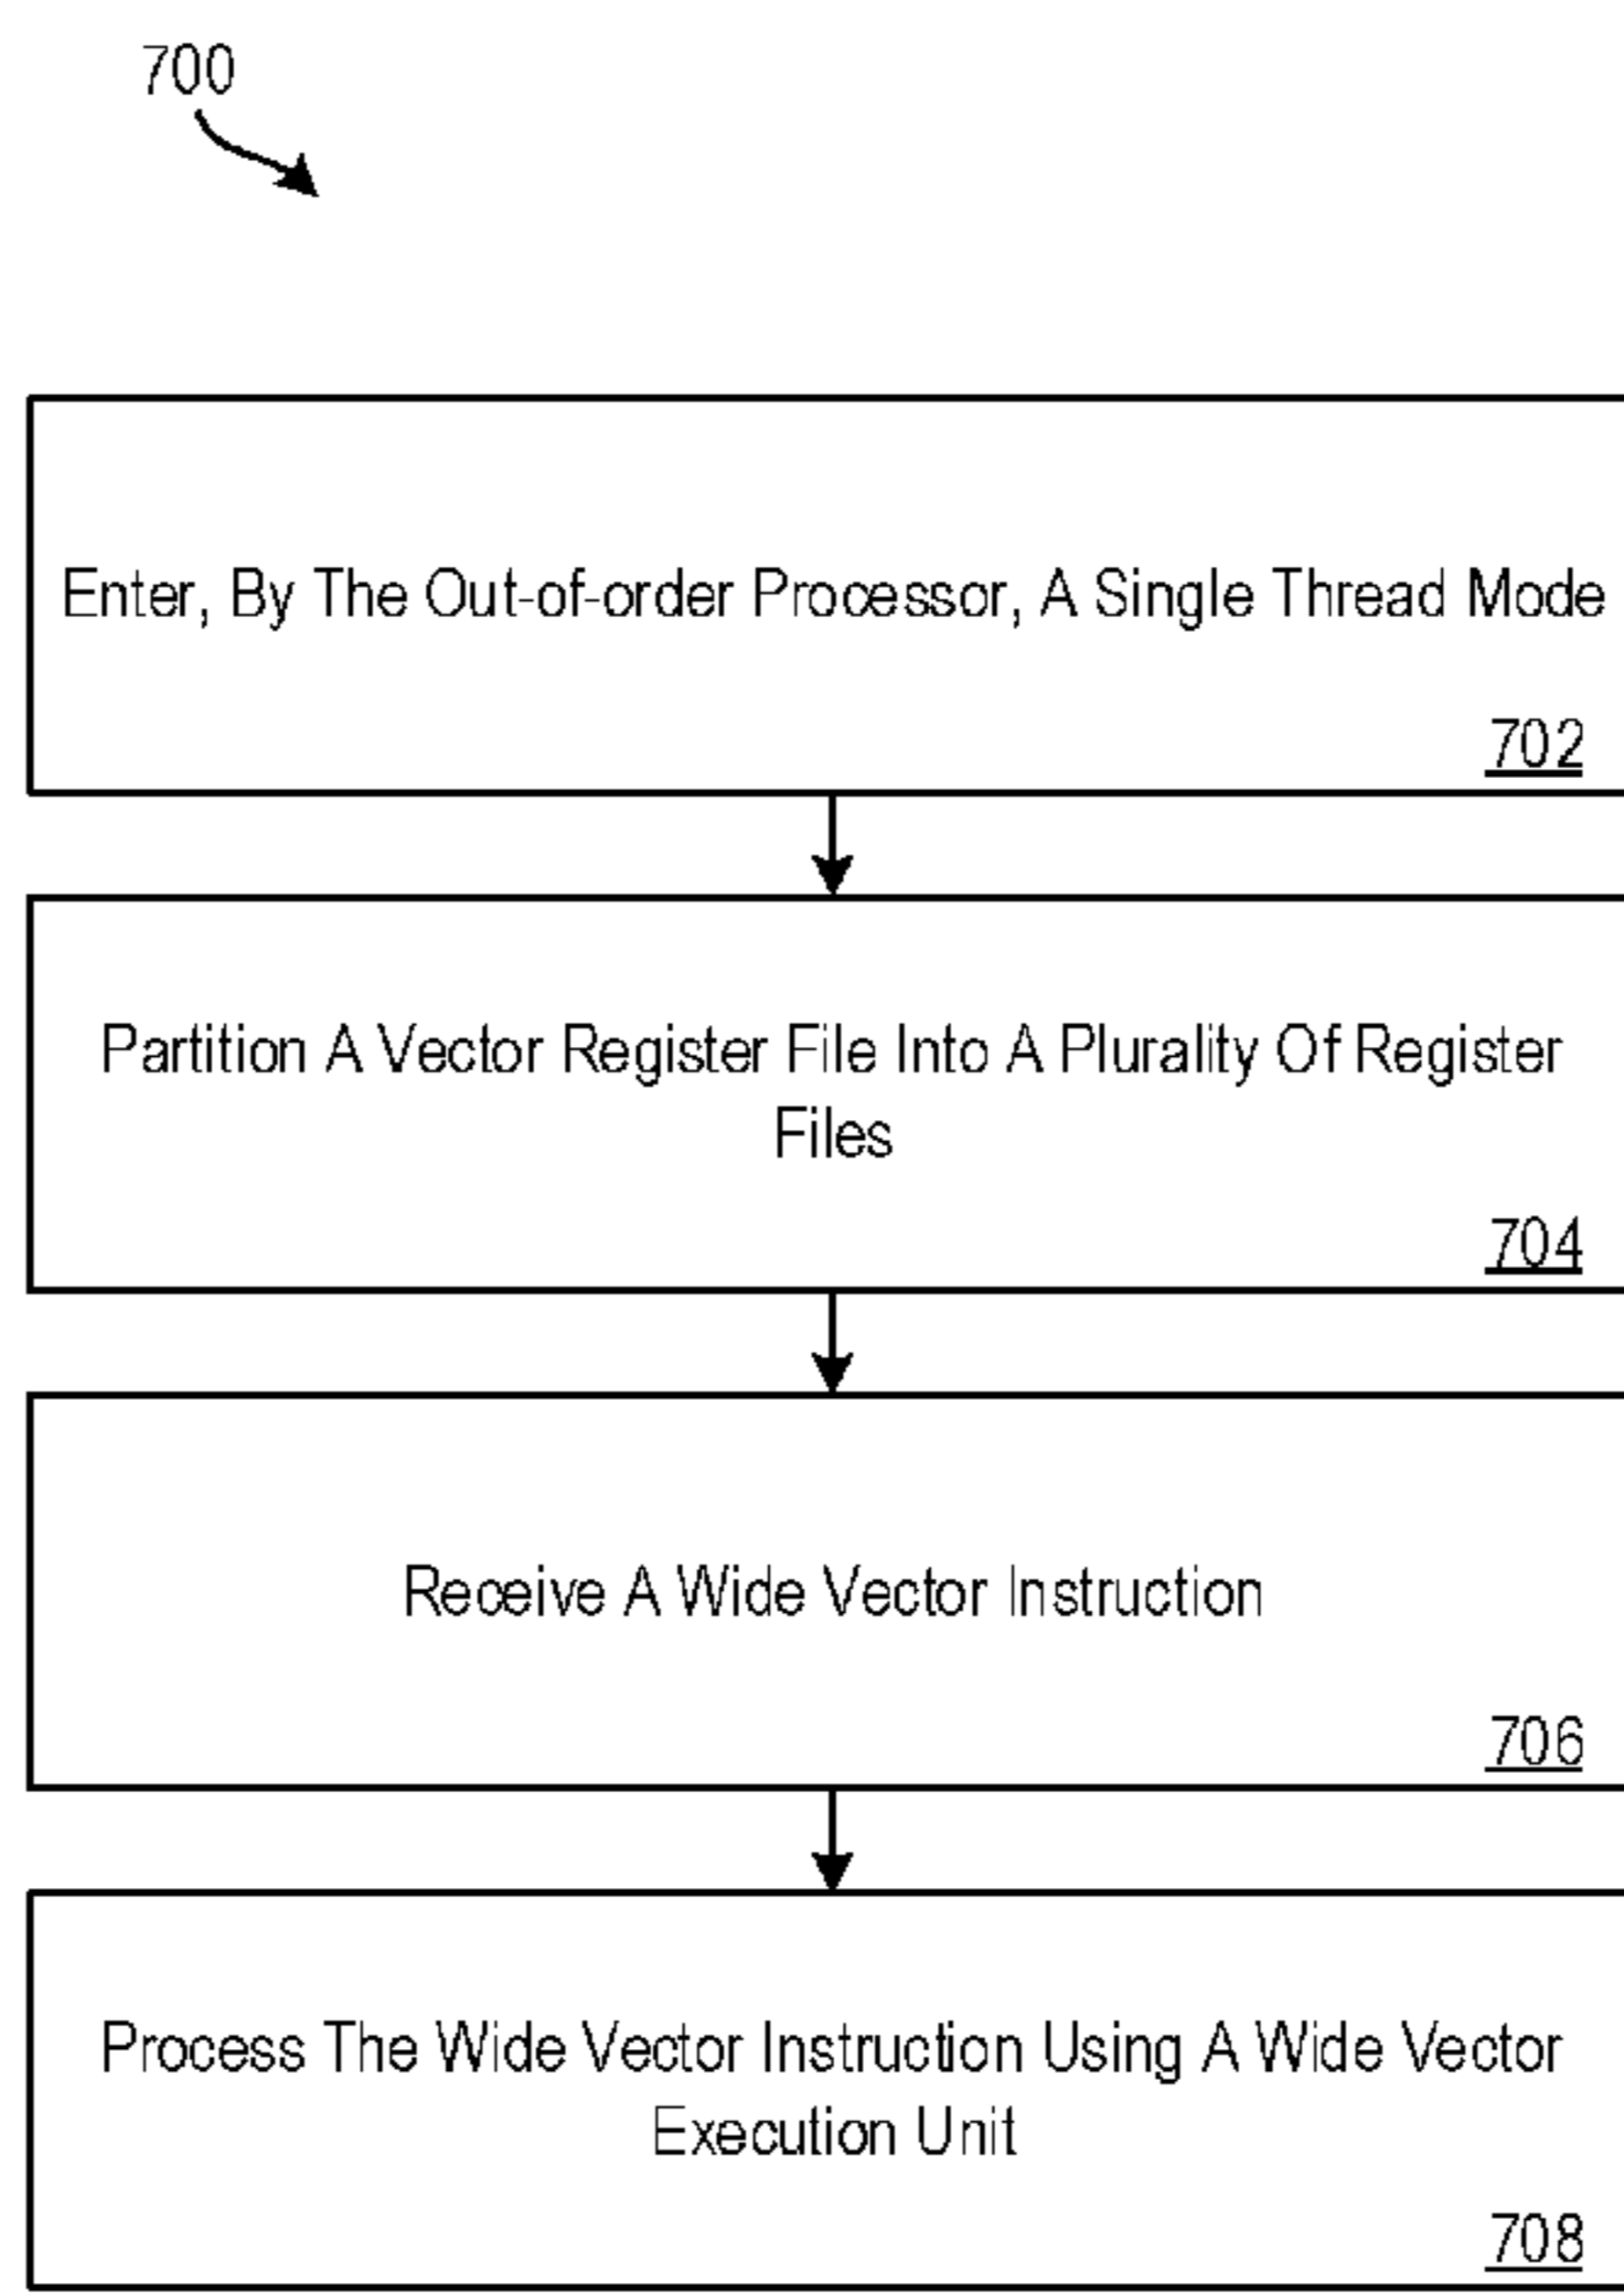 700
Enter, By The Out-of-order Processor, A Single Thread Mode
702
Partition A Vector Register File Into A Plurality Of Register
Files
704
Receive A Wide Vector Instruction
706
Process The Wide Vector Instruction Using A Wide Vector
Execution Unit
708